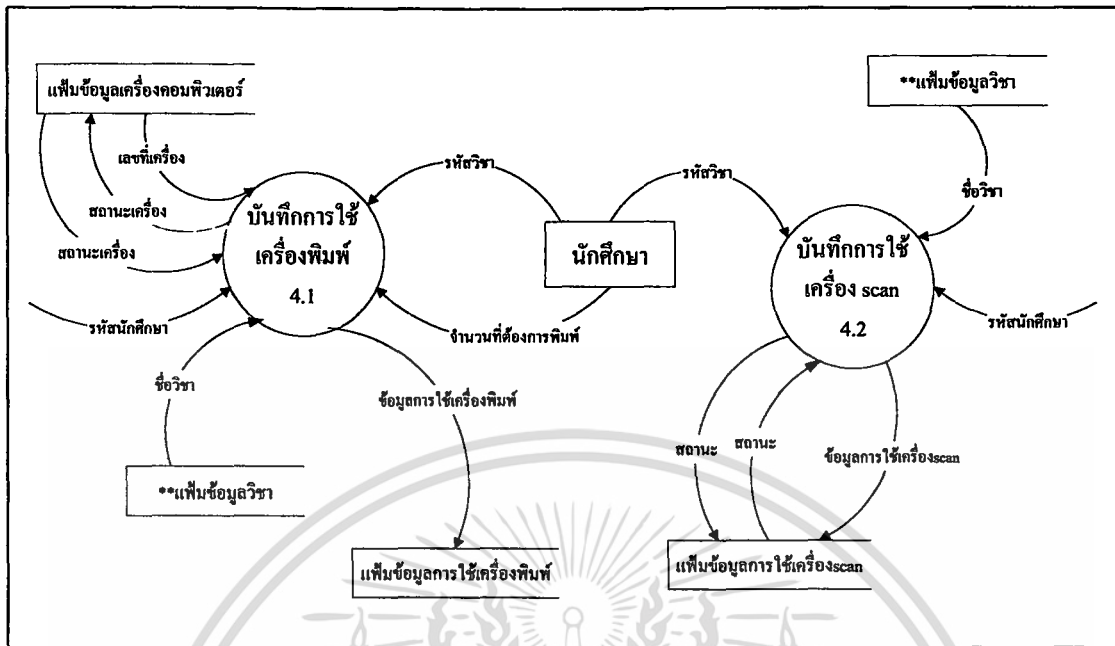 แฟ้มข้อมูลเครื่องคอมพิวเตอร์
**แฟ้มข้อมูลวิชา
เลขที่เครื่อง
รหัสวิชา
รหัสวิชา
ชื่อวิชา
สถานะเครื่อง
สถานะเครื่อง
บันทึกการใช้
เครื่องพิมพ์
4.1
นักศึกษา
บันทึกการใช้
เครื่อง scan
4.2
รหัสนักศึกษา
จำนวนที่ต้องการพิมพ์
รหัสนักศึกษา
ชื่อวิชา
ข้อมูลการใช้เครื่องพิมพ์
สถานะ
สถานะ
ข้อมูลการใช้เครื่องscan
**แฟ้มข้อมูลวิชา
แฟ้มข้อมูลการใช้เครื่องพิมพ์
แฟ้มข้อมูลการใช้เครื่องscan